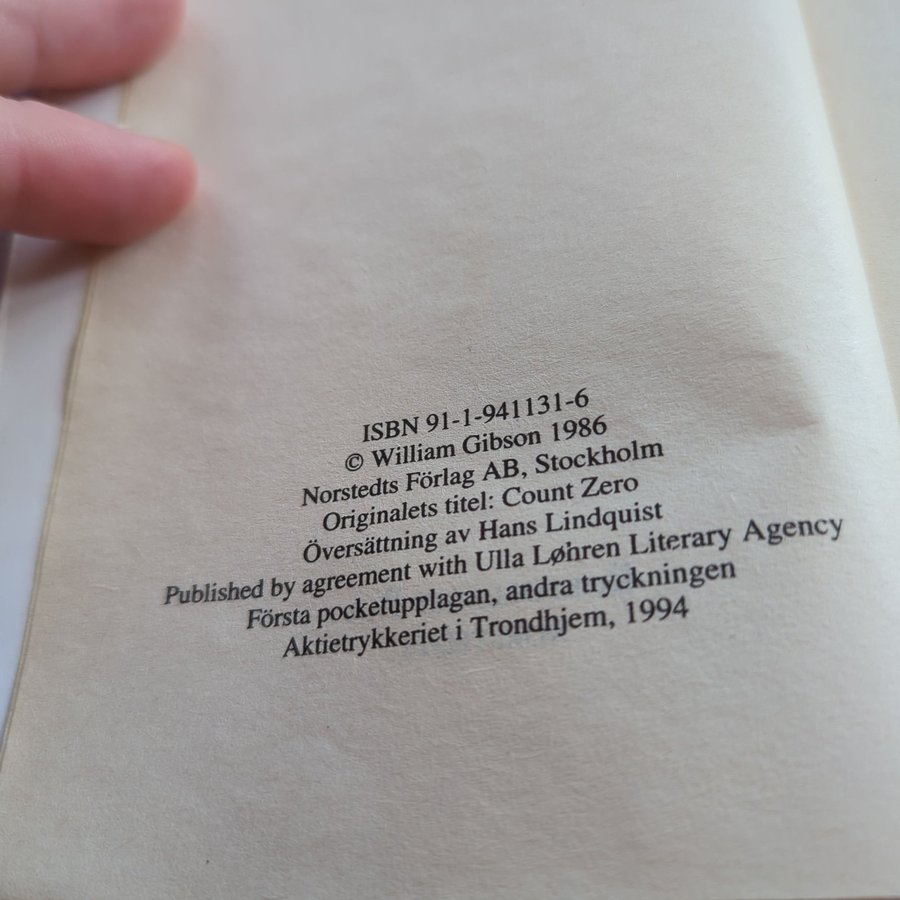 ISBN 91-1-941131-6
© William Gibson 1986
Norstedts Förlag AB, Stockholm
Originalets titel: Count Zero
Översättning av Hans Lindquist
Published by agreement with Ulla Løhren Literary Agency
Första pocketupplagan, andra tryckningen
Aktietrykkeriet i Trondhjem, 1994